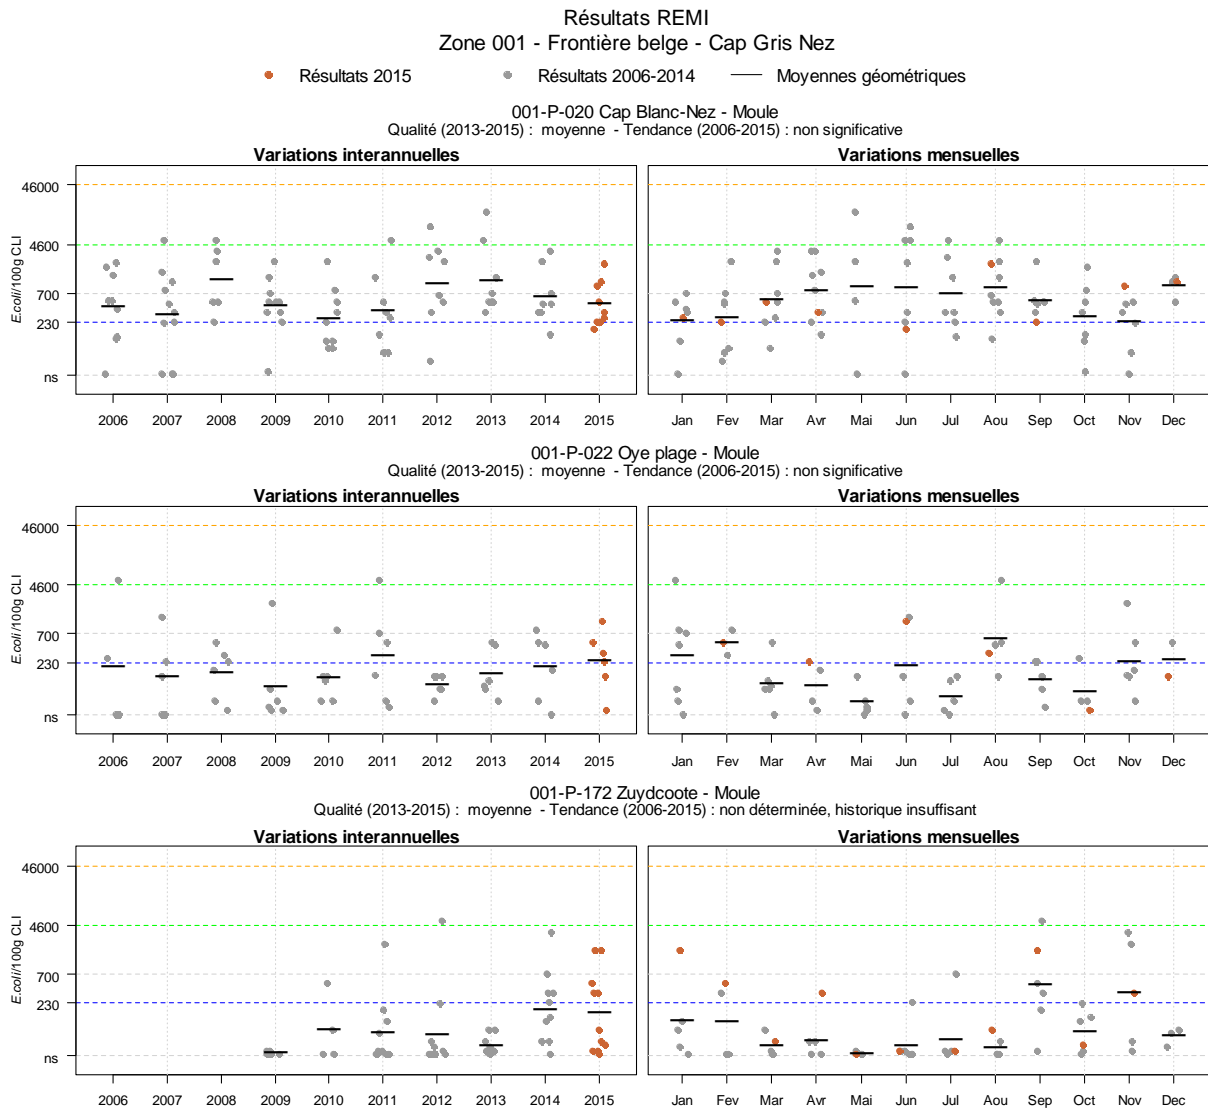 Résultats REMI
Zone 001 - Frontière belge - Cap Gris Nez
Résultats 2015 Résultats 2006-2014 Moyennes géométriques
001-P-020 Cap Blanc-Nez - Moule
Qualité (2013-2015) : moyenne - Tendance (2006-2015) : non significative
Variations interannuelles Variations mensuelles
E.coli/100g CLI
46000
4600
700
230
ns
2006 2007 2008 2009 2010 2011 2012 2013 2014 2015 Jan Fev Mar Avr Mai Jun Jul Aou Sep Oct Nov Dec
001-P-022 Oye plage - Moule
Qualité (2013-2015) : moyenne - Tendance (2006-2015) : non significative
Variations interannuelles Variations mensuelles
E.coli/100g CLI
46000
4600
700
230
ns
2006 2007 2008 2009 2010 2011 2012 2013 2014 2015 Jan Fev Mar Avr Mai Jun Jul Aou Sep Oct Nov Dec
001-P-172 Zuydcoote - Moule
Qualité (2013-2015) : moyenne - Tendance (2006-2015) : non déterminée, historique insuffisant
Variations interannuelles Variations mensuelles
E.coli/100g CLI
46000
4600
700
230
ns
2006 2007 2008 2009 2010 2011 2012 2013 2014 2015 Jan Fev Mar Avr Mai Jun Jul Aou Sep Oct Nov Dec